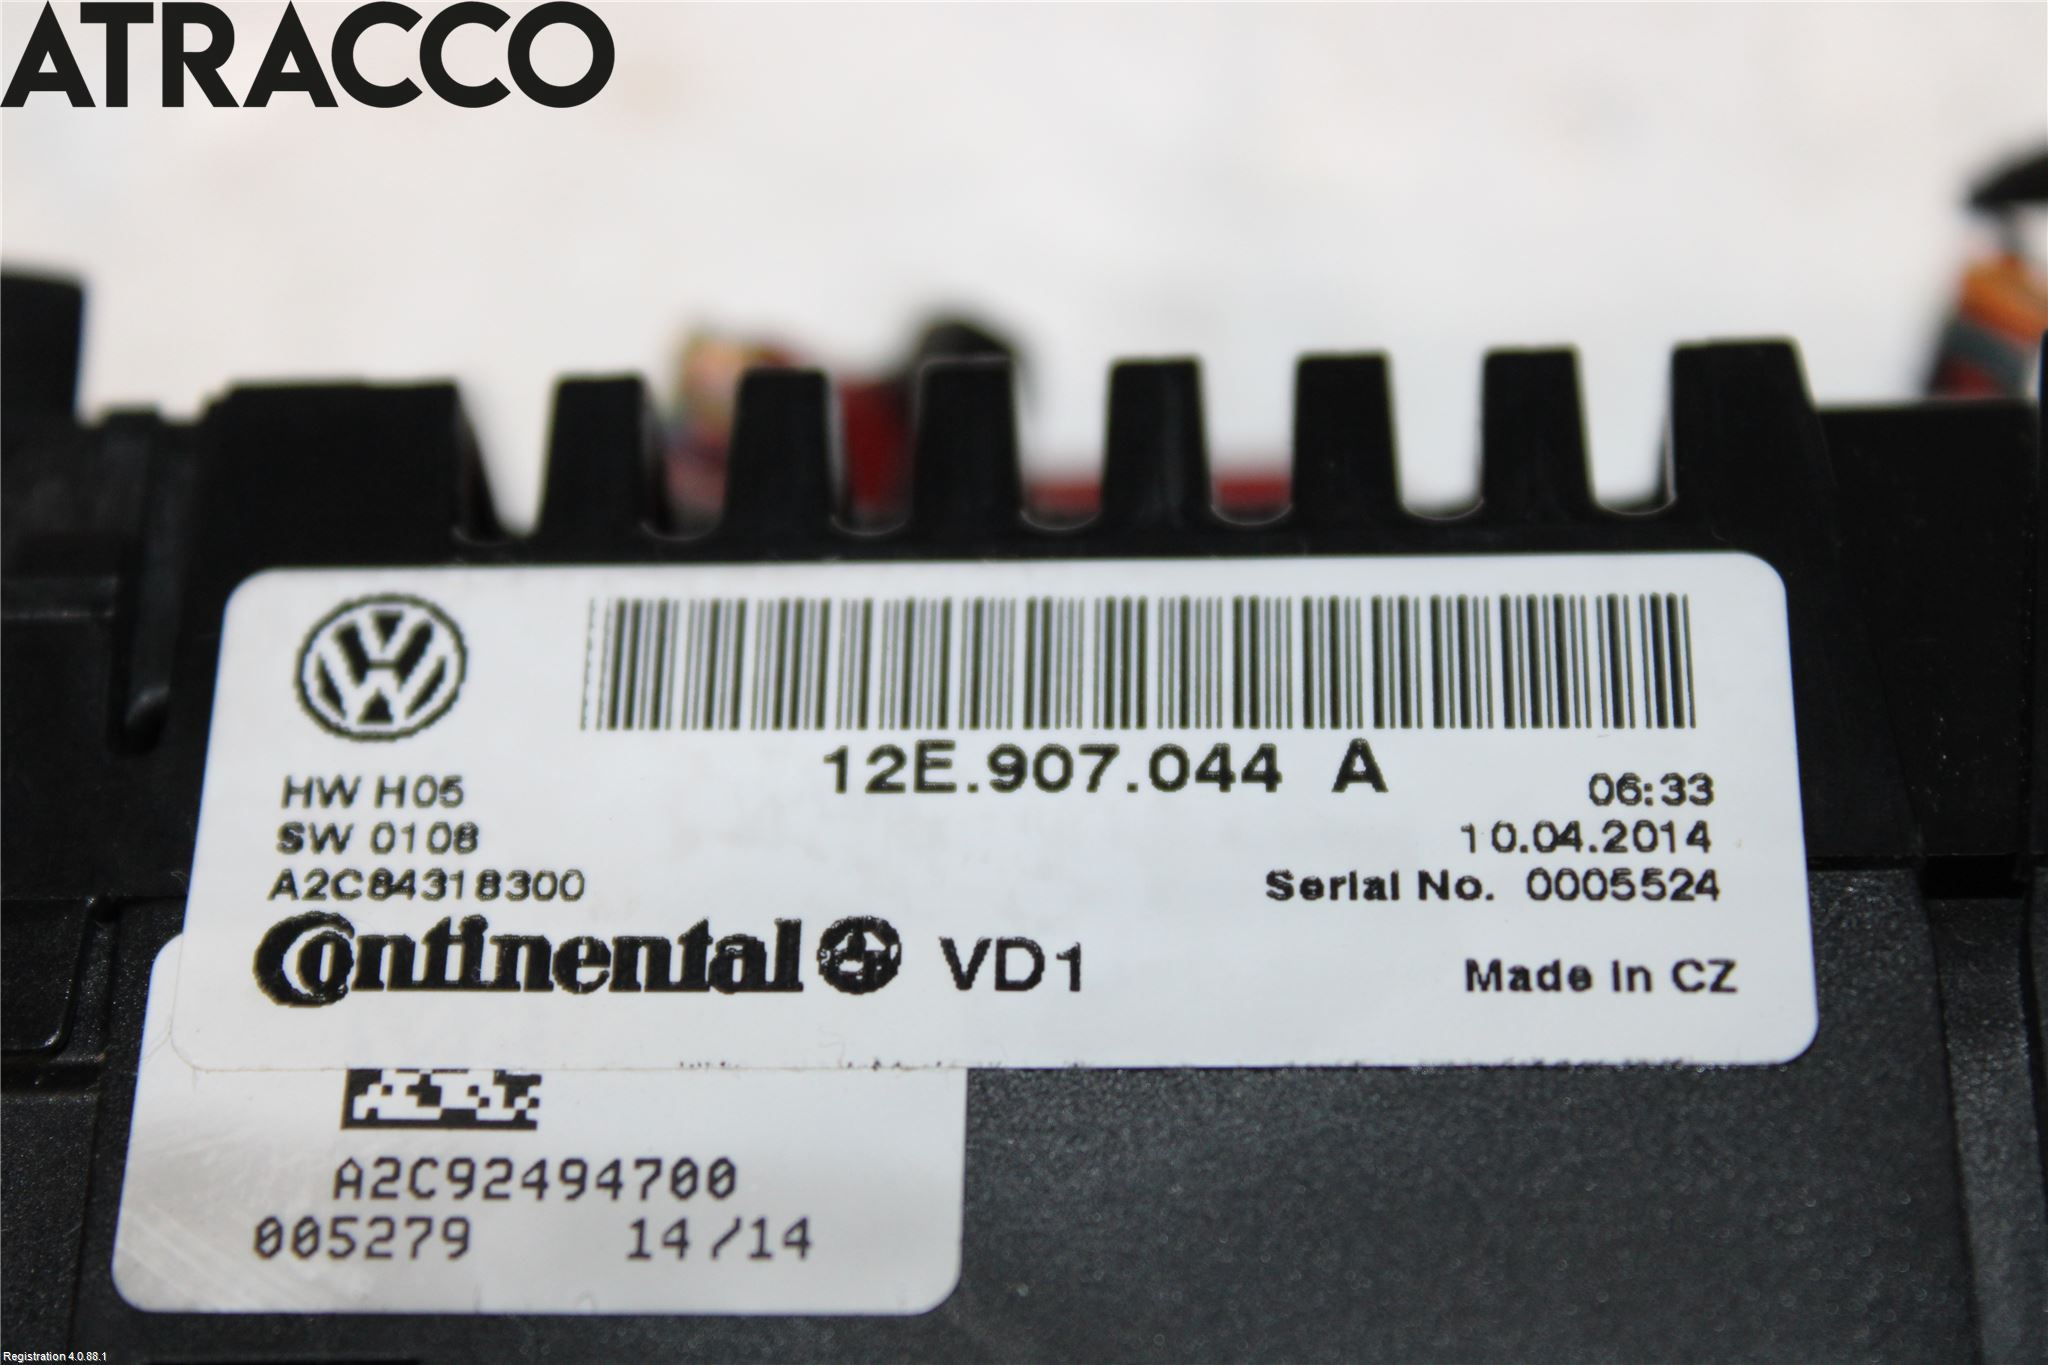 ATRACCO
12E.907.044 A
HW H05
06:33
SW 0108
10.04.2014
A2C84318300
Serial No. 0005524
Continental VD1
Made in CZ
A2C92494700
005279 14/14
Registration 4.0.88.1